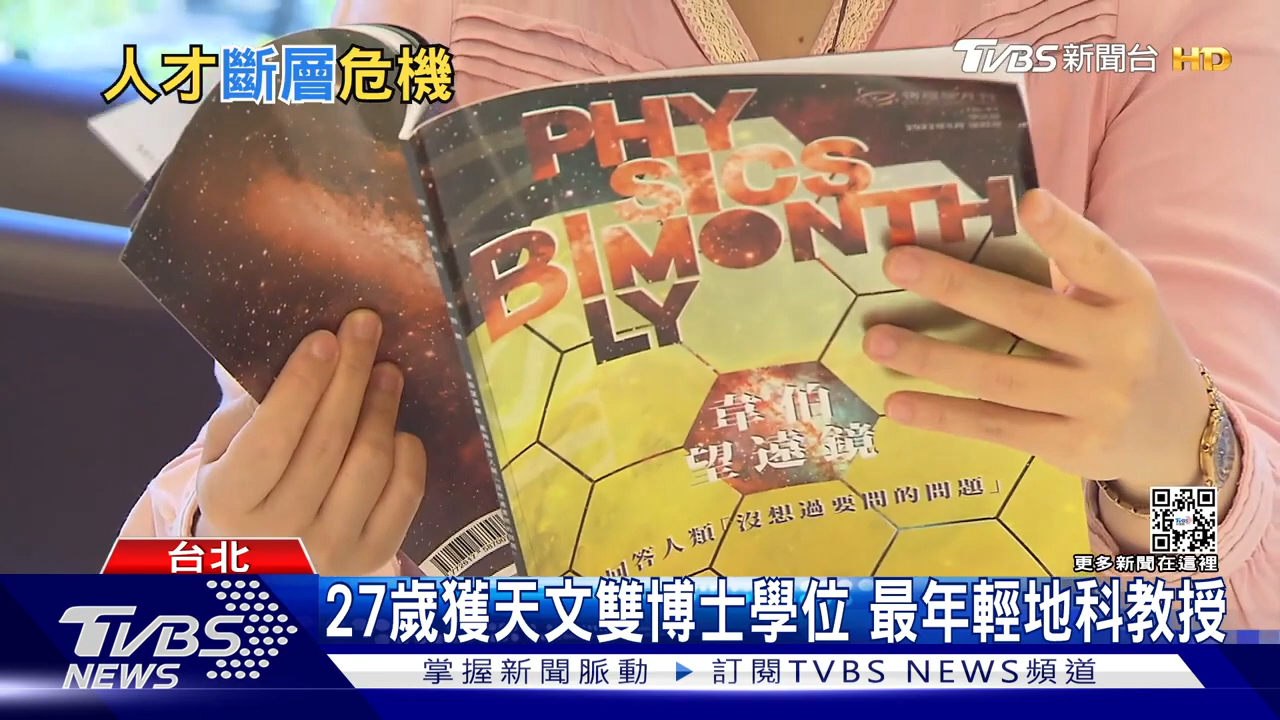 人才斷層危機
TVBS新聞台 HD
PHY
SICS
BIMONTH
LY
韋伯
望遠鏡
回答人類「沒想過要問的問題」
更多新聞在這裡
台北
27歲獲天文雙博士學位 最年輕地科教授
TVBS
NEWS
掌握新聞脈動 ▶ 訂閱TVBS NEWS頻道